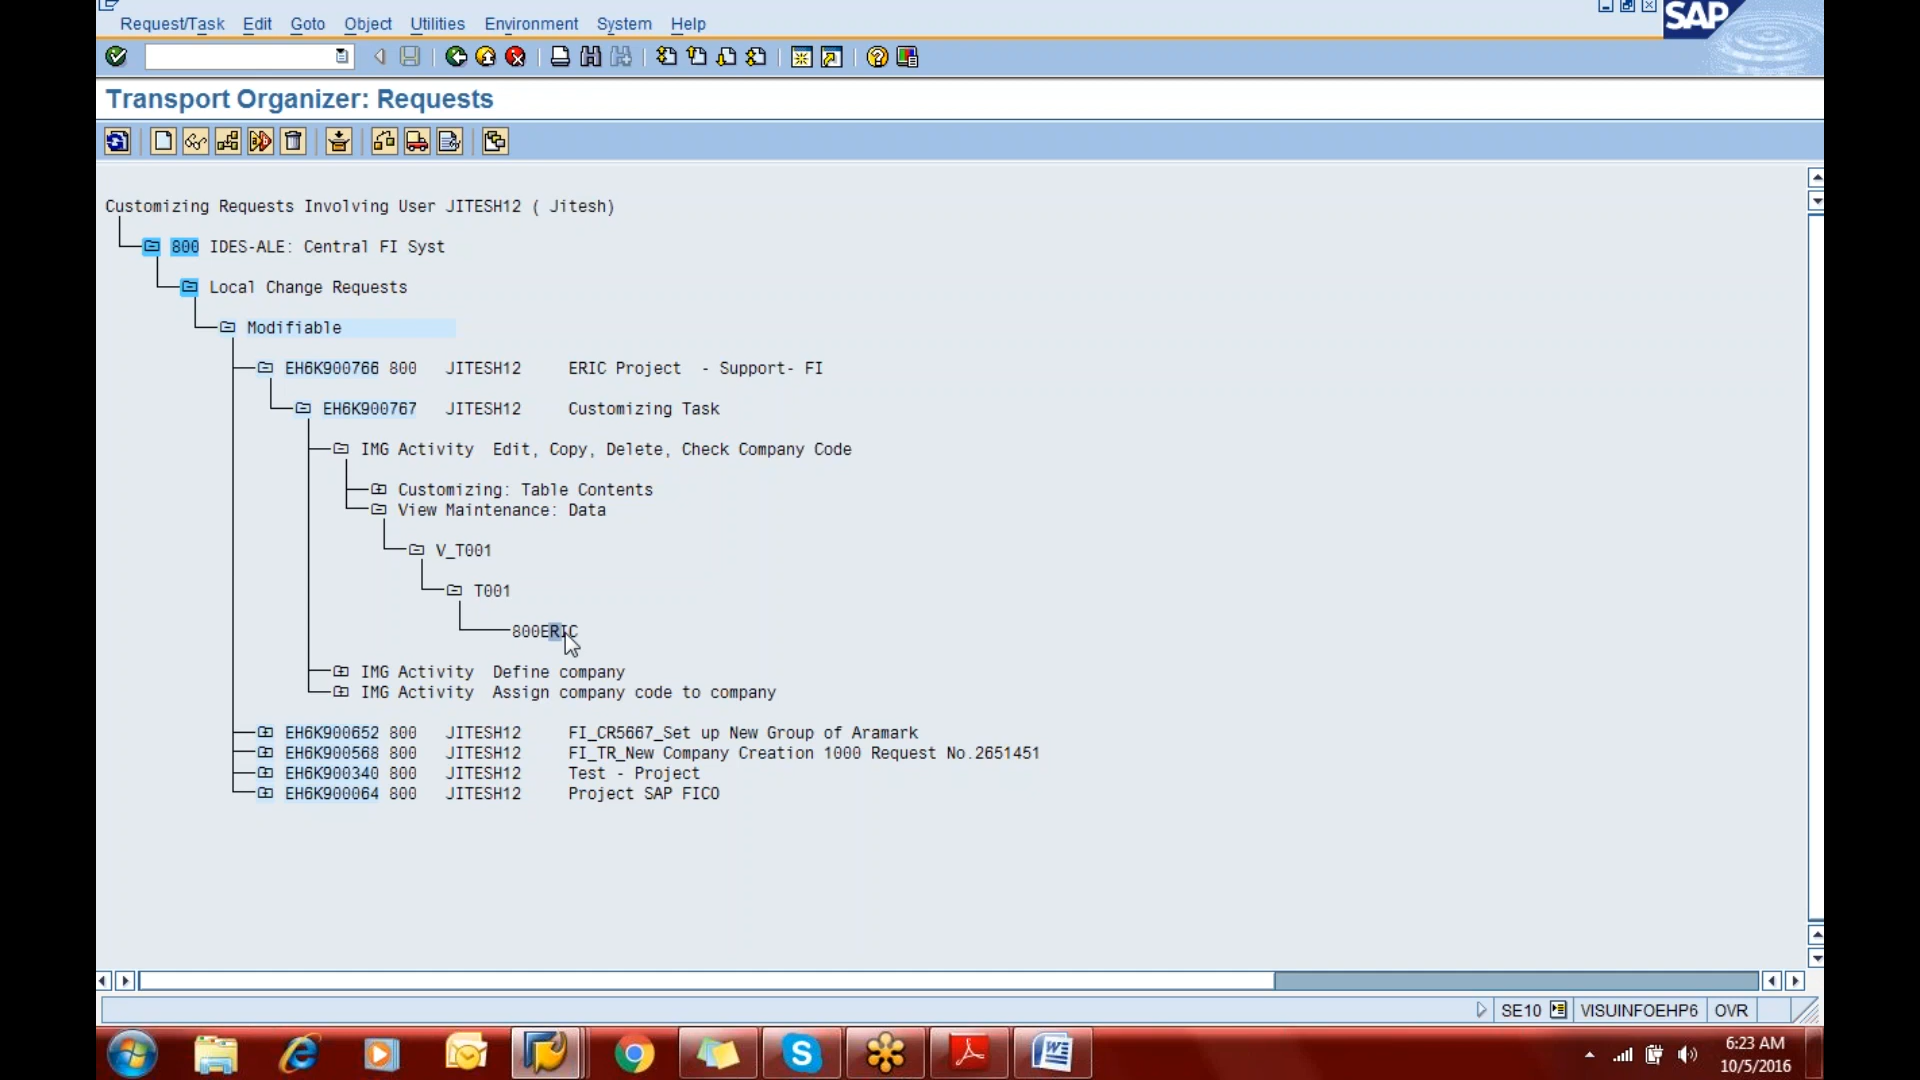 Request/Task Edit Goto Object Utilities Environment System Help
SAP
Transport Organizer: Requests
Customizing Requests Involving User JITESH12 ( Jitesh)
800 IDES-ALE: Central FI Syst
Local Change Requests
Modifiable
EH6K900766 800 JITESH12 ERIC Project - Support- FI
EH6K900767 JITESH12 Customizing Task
IMG Activity Edit, Copy, Delete, Check Company Code
Customizing: Table Contents
View Maintenance: Data
V_T001
T001
800ERIC
IMG Activity Define company
IMG Activity Assign company code to company
EH6K900652 800 JITESH12 FI_CR5667_Set up New Group of Aramark
EH6K900568 800 JITESH12 FI_TR_New Company Creation 1000 Request No.2651451
EH6K900340 800 JITESH12 Test - Project
EH6K900064 800 JITESH12 Project SAP FICO
SE10 VISUINFOEHP6 OVR
6:23 AM
10/5/2016